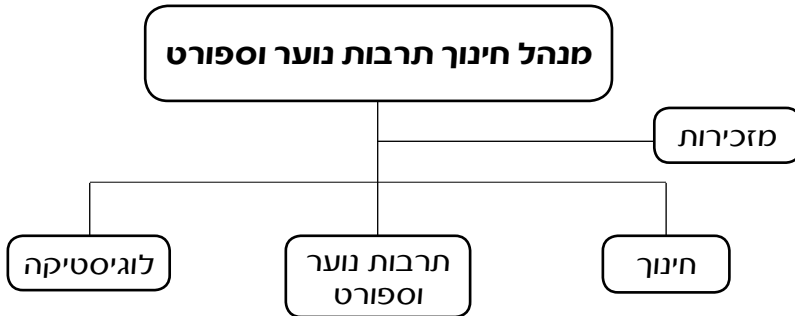 מנהל חינוך תרבות נוער וספורט
מזכירות
חינוך
תרבות נוער
וספורט
לוגיסטיקה